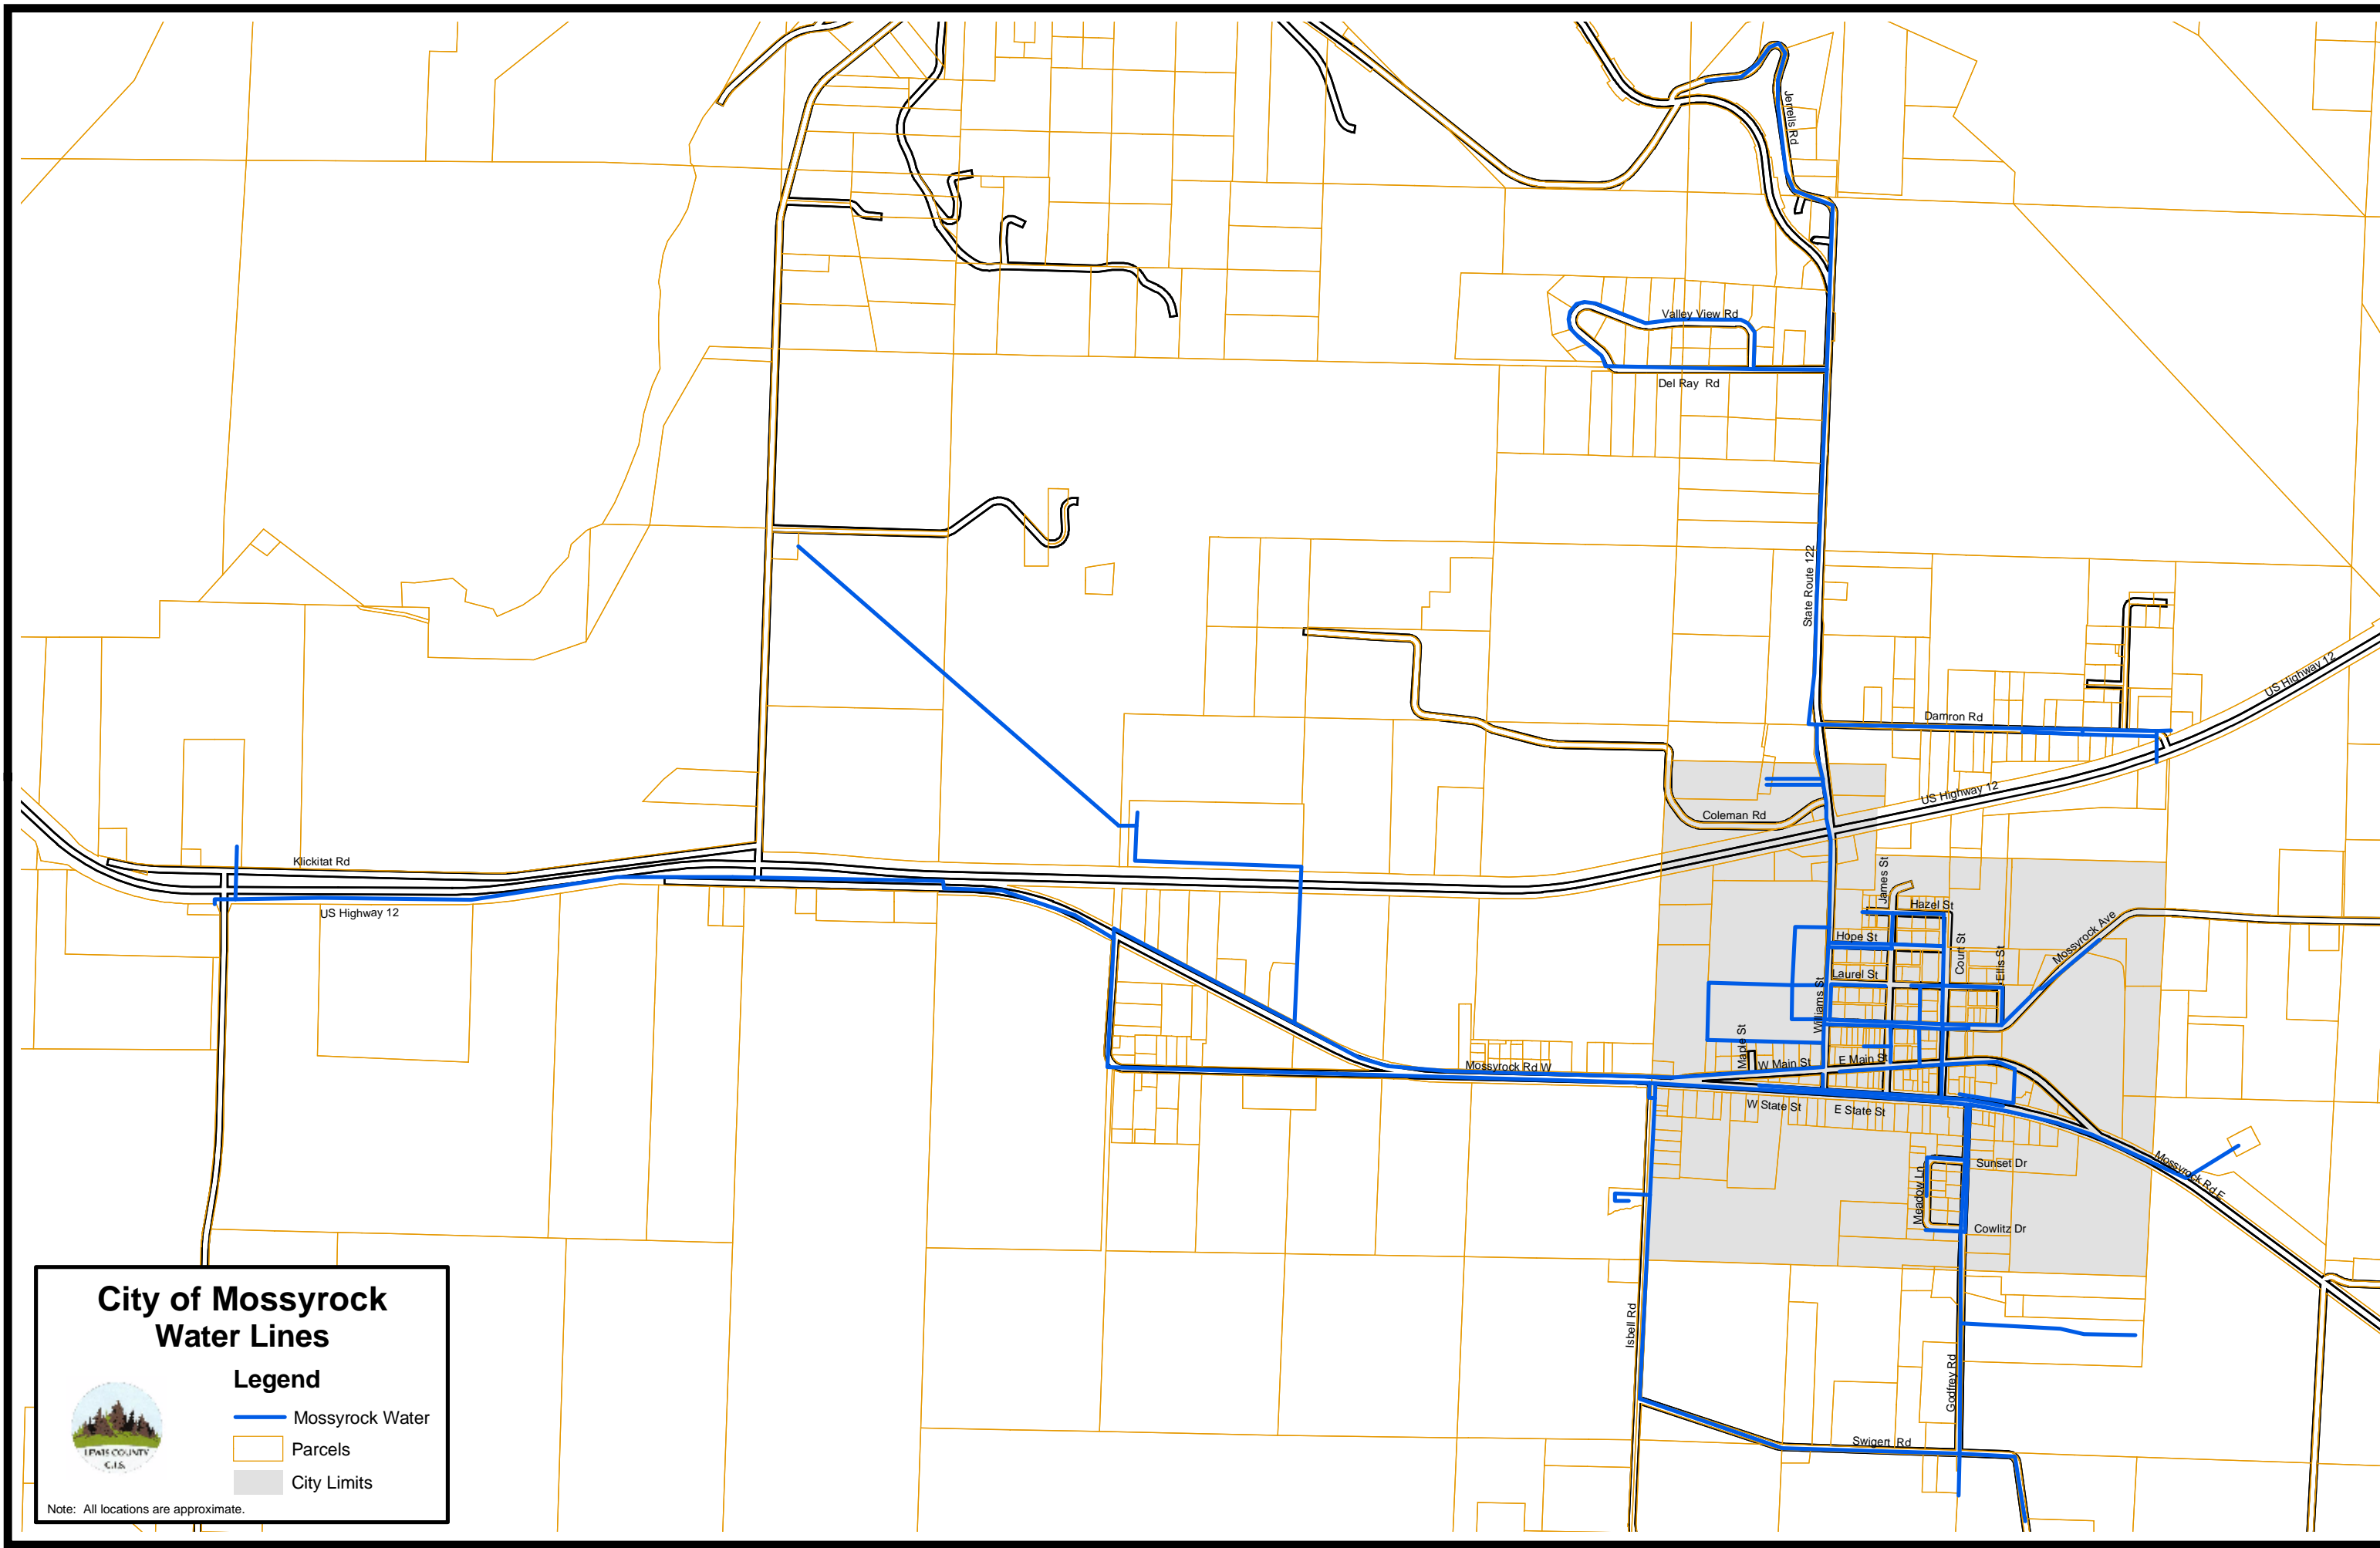 Jerrells Rd
Valley View Rd
Del Ray Rd
State Route 122
US Highway 12
Damron Rd
US Highway 12
Coleman Rd
Klickitat Rd
US Highway 12
James St
Hazel St
Mossyrock Ave
Hope St
Court St
Ellis St
Laurel St
Williams St
Maple St
W Main St
E Main St
Mossyrock Rd W
W State St
E State St
Sunset Dr
Mossyrock Rd E
Meadow Ln
Cowlitz Dr
Isbell Rd
Godfrey Rd
Swigert Rd
City of Mossyrock
Water Lines
Legend
Mossyrock Water
Parcels
City Limits
LEWIS COUNTY
G.I.S.
Note: All locations are approximate.